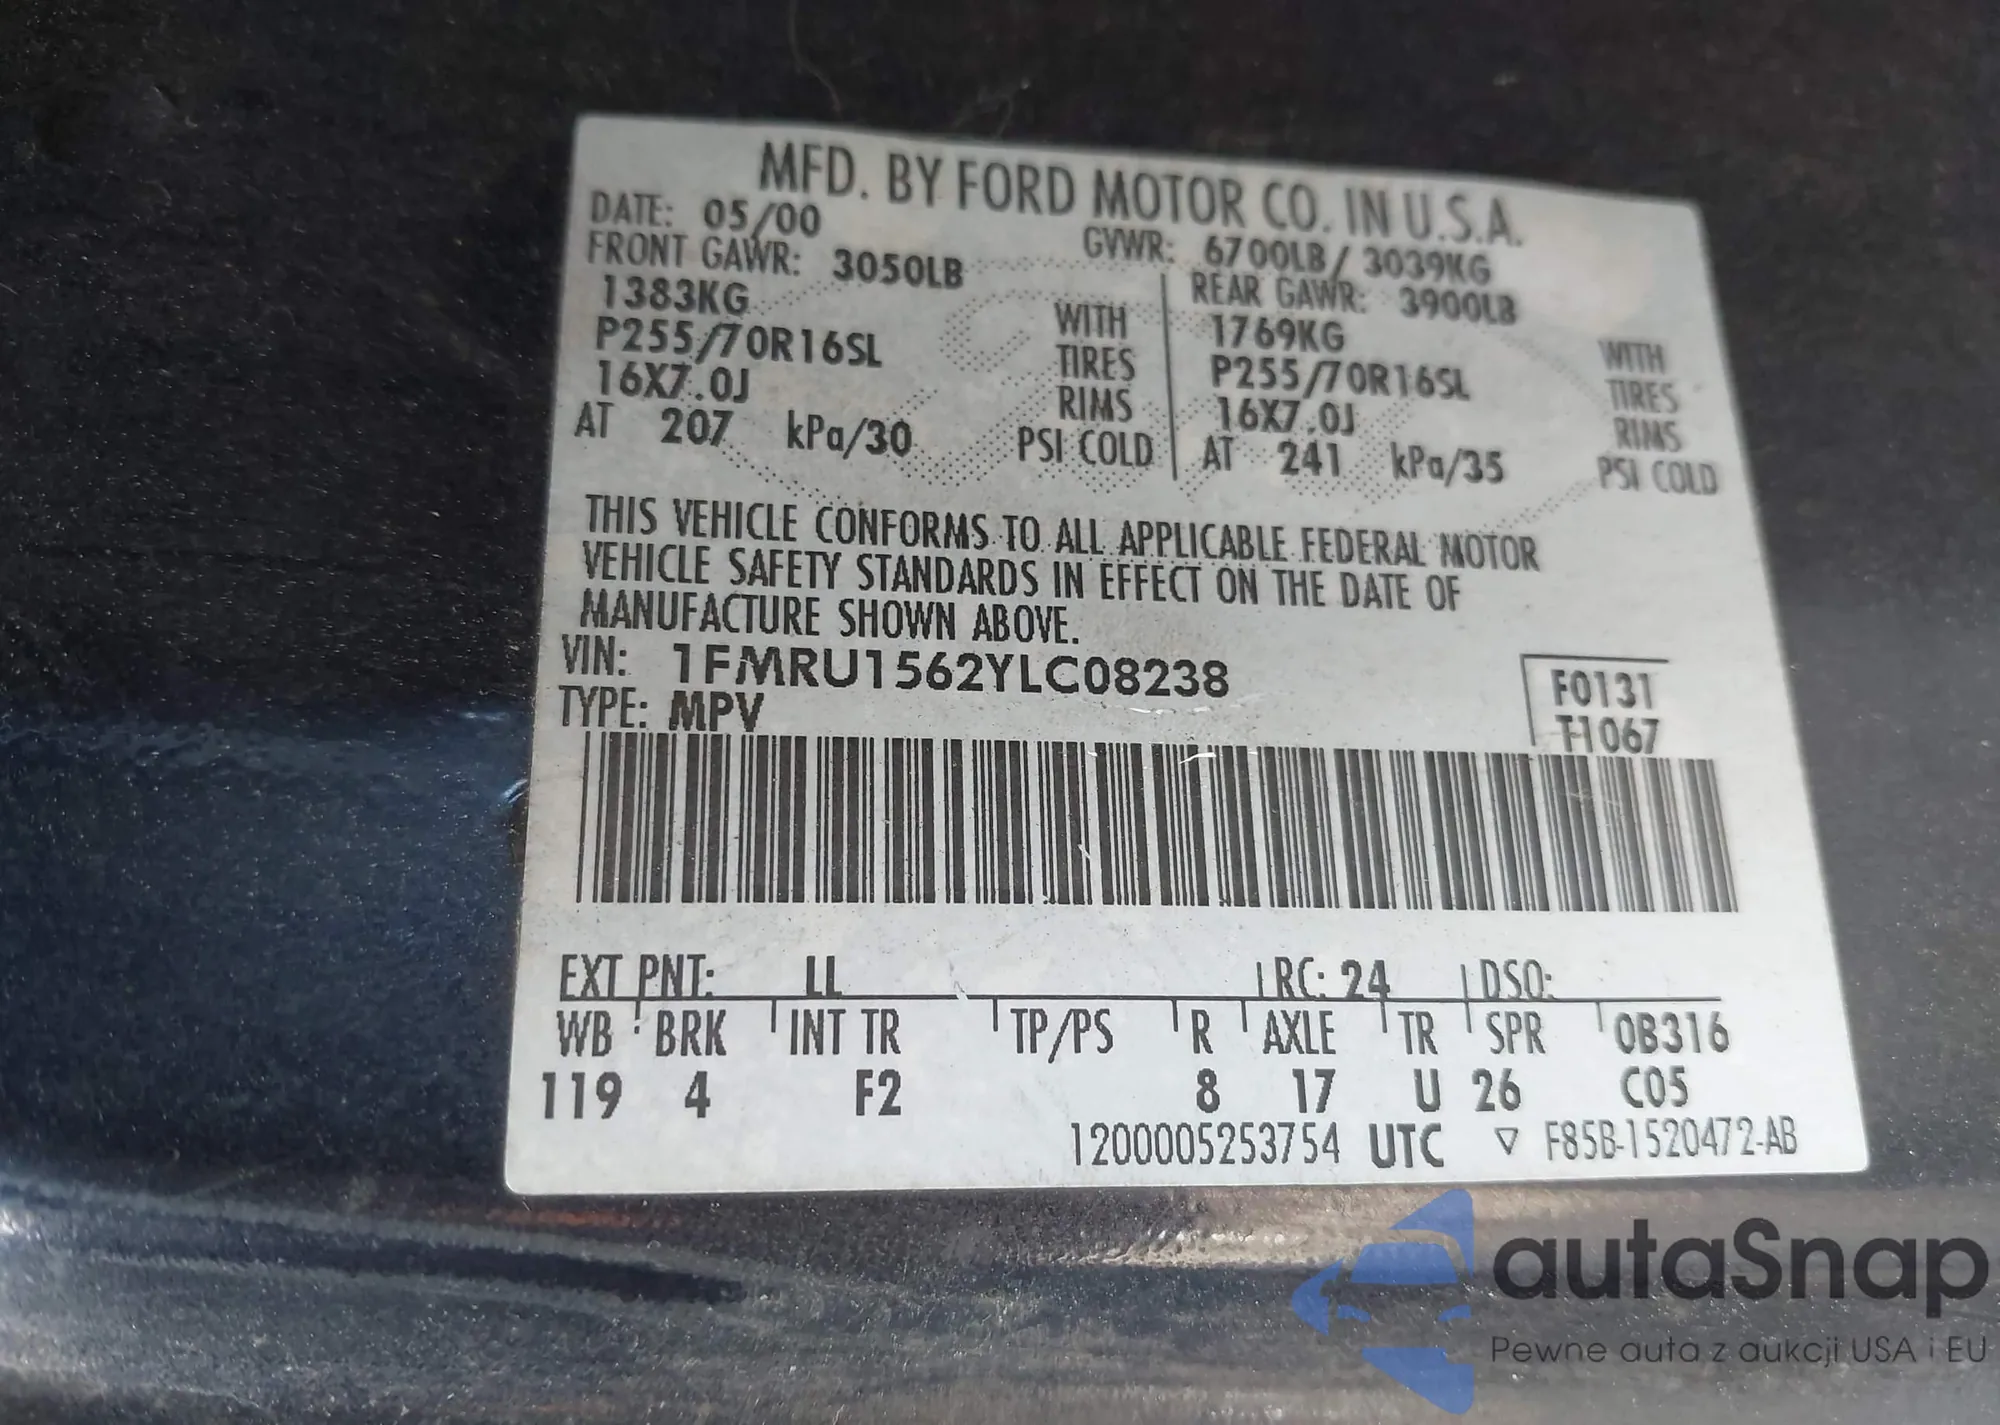 MFD. BY FORD MOTOR CO. IN U.S.A.
DATE: 05/00 GVWR: 6700LB / 3039KG
FRONT GAWR: 3050LB REAR GAWR: 3900LB
1383KG WITH 1769KG WITH
P255/70R16SL TIRES P255/70R16SL TIRES
16X7.0J RIMS 16X7.0J RIMS
AT 207 kPa/30 PSI COLD AT 241 kPa/35 PSI COLD
THIS VEHICLE CONFORMS TO ALL APPLICABLE FEDERAL MOTOR
VEHICLE SAFETY STANDARDS IN EFFECT ON THE DATE OF
MANUFACTURE SHOWN ABOVE.
VIN: 1FMRU1562YLC08238 F0131
TYPE: MPV T-1067
EXT PNT: LL RC: 24 DSO:
WB BRK INT TR TP/PS R AXLE TR SPR 0B316
119 4 F2 8 17 U 26 C05
1200005253754 UTC ▽ F85B-1520472-AB
autaSnap
Pewne auta z aukcji USA i EU